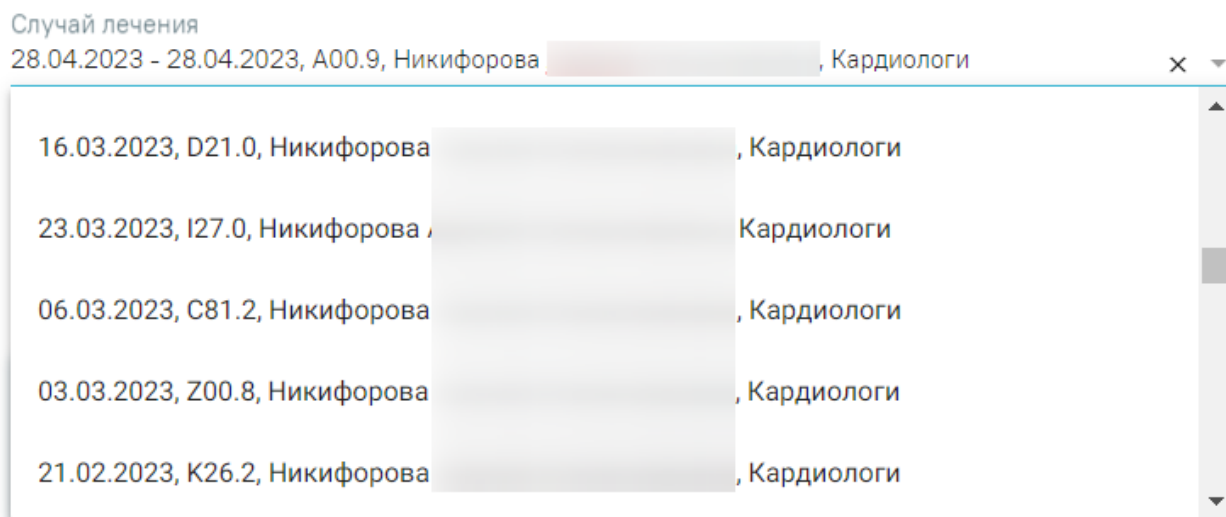 Случай лечения
28.04.2023 - 28.04.2023, A00.9, Никифорова , Кардиологи
16.03.2023, D21.0, Никифорова , Кардиологи
23.03.2023, I27.0, Никифорова Кардиологи
06.03.2023, C81.2, Никифорова , Кардиологи
03.03.2023, Z00.8, Никифорова , Кардиологи
21.02.2023, K26.2, Никифорова , Кардиологи